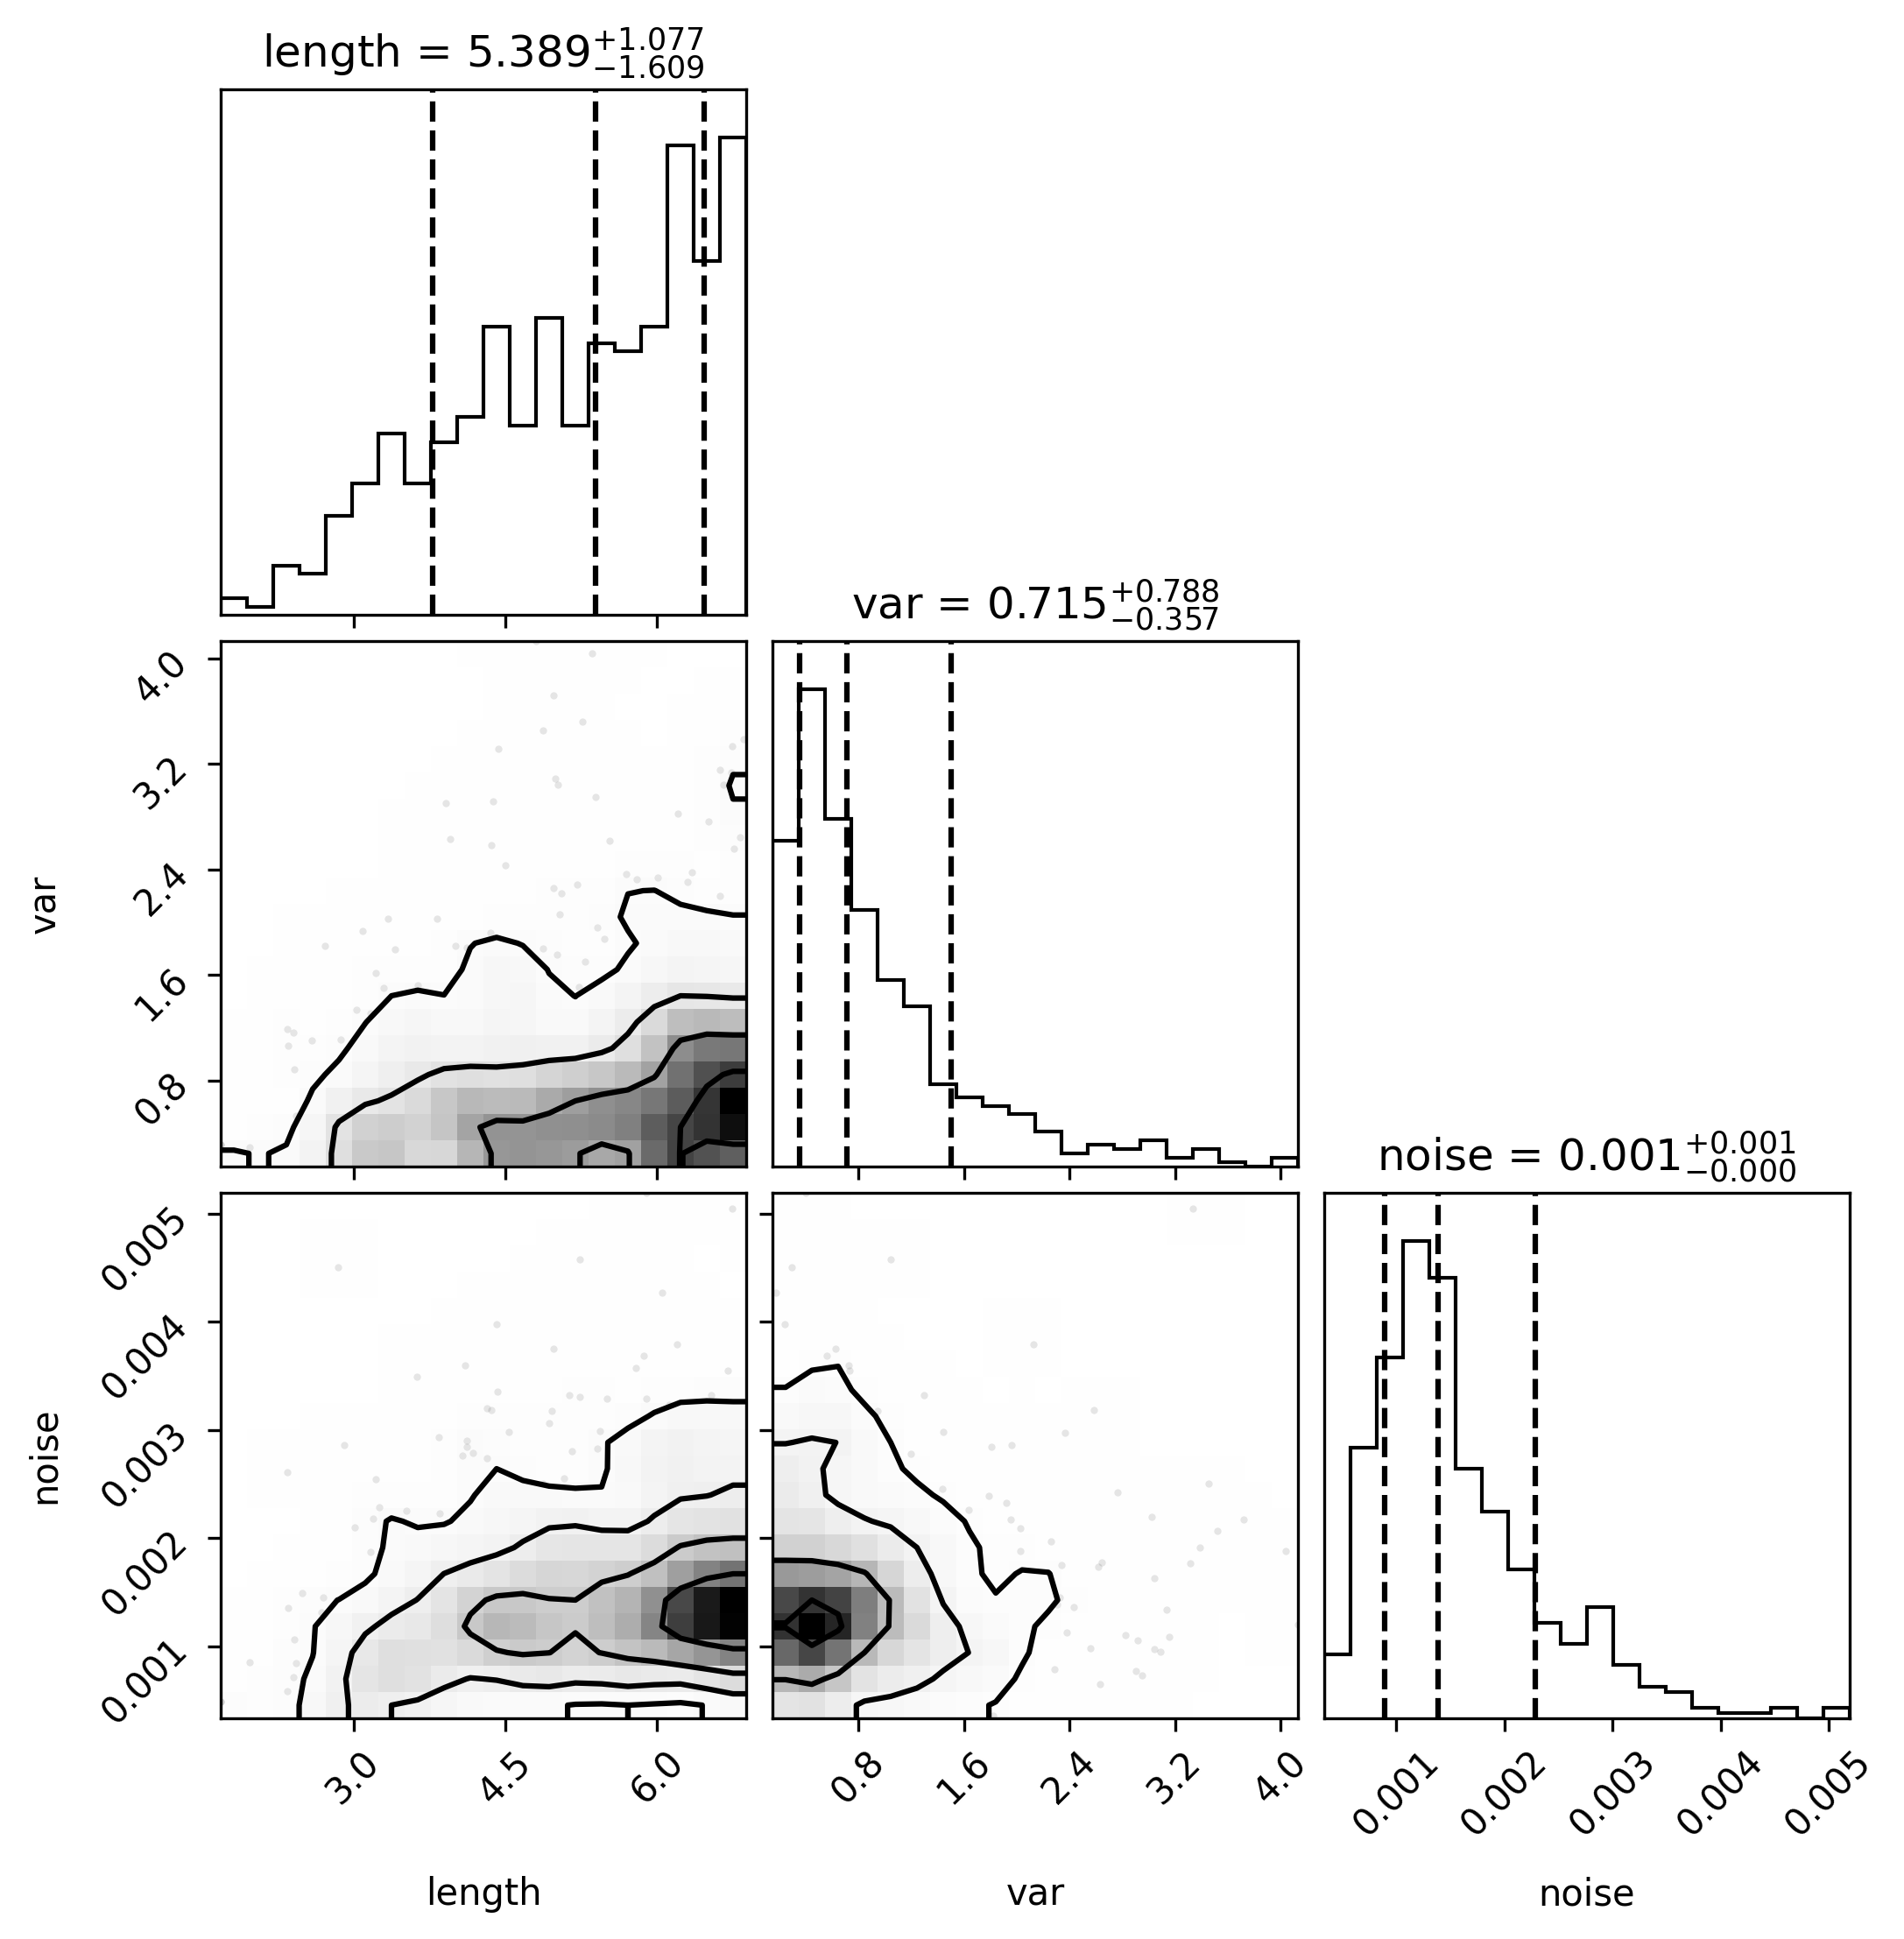 length = 5.389 +1.077 −1.609
var = 0.715 +0.788 −0.357
4.0
3.2
2.4
1.6
0.8
var
noise = 0.001 +0.001 −0.000
0.005
0.004
0.003
0.002
0.001
noise
3.0 4.5 6.0 0.8 1.6 2.4 3.2 4.0 0.001 0.002 0.003 0.004 0.005
length var noise